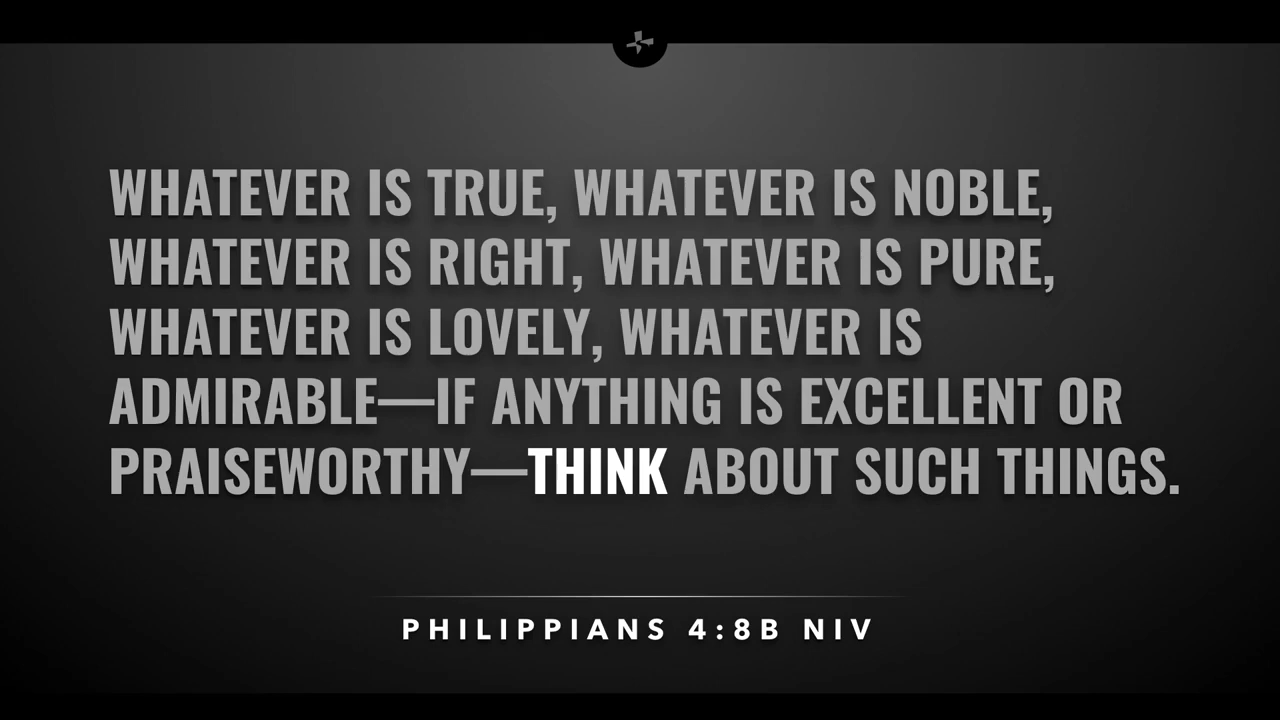 WHATEVER IS TRUE, WHATEVER IS NOBLE,
WHATEVER IS RIGHT, WHATEVER IS PURE,
WHATEVER IS LOVELY, WHATEVER IS
ADMIRABLE—IF ANYTHING IS EXCELLENT OR
PRAISEWORTHY—THINK ABOUT SUCH THINGS.
PHILIPPIANS 4:8B NIV